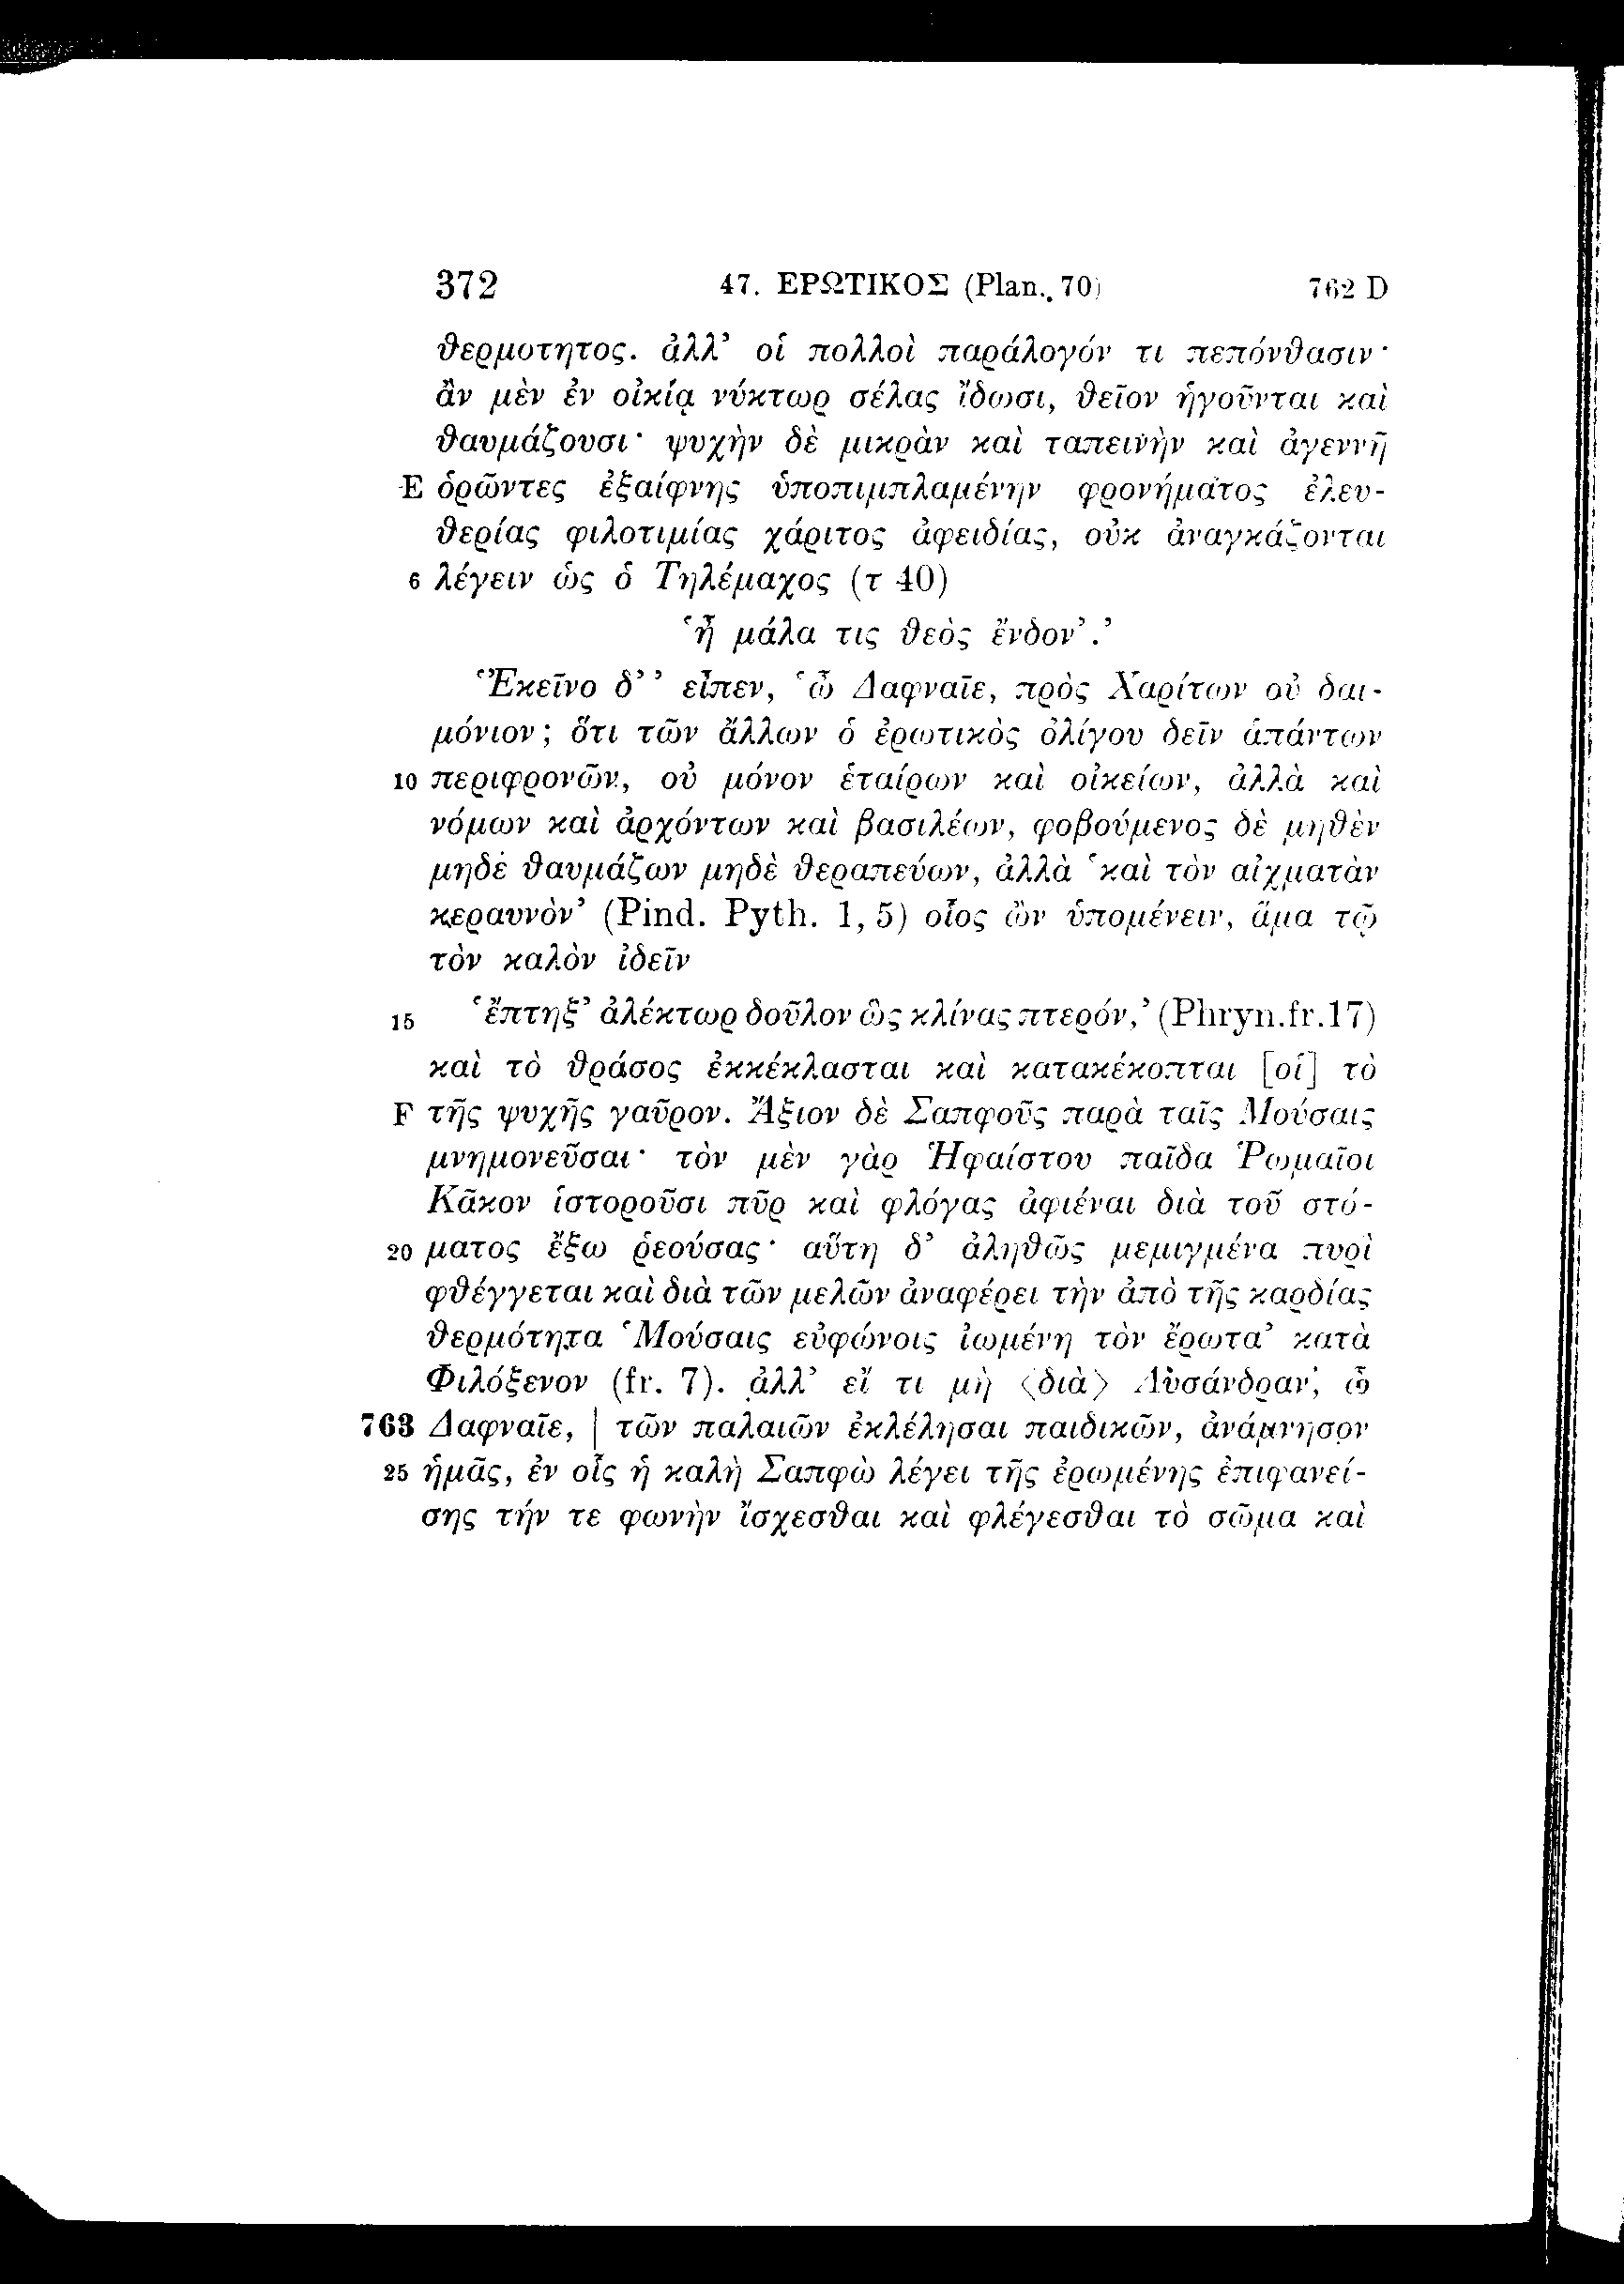 372 47. ΕΡΩΤΙΚΟΣ (Plan. 70) 762 D
θερμοτητος. ἀλλ’ οἱ πολλοὶ παράλογόν τι πεπόνθασιν·
ἂν μὲν ἐν οἰκίᾳ νύκτωρ σέλας ἴδωσι, θεῖον ἡγοῦνται καὶ
θαυμάζουσι· ψυχὴν δὲ μικρὰν καὶ ταπεινὴν καὶ ἀγεννῆ
E ὁρῶντες ἐξαίφνης ὑποπιμπλαμένην φρονήματος ἐλευ-
θερίας φιλοτιμίας χάριτος ἀφειδίας, οὐκ ἀναγκάζονται
6 λέγειν ὡς ὁ Τηλέμαχος (τ 40)
‘ἦ μάλα τις θεὸς ἔνδον’.’
‘Ἐκεῖνο δ’’ εἶπεν, ‘ὦ Δαφναῖε, πρὸς Χαρίτων οὐ δαι-
μόνιον; ὅτι τῶν ἄλλων ὁ ἐρωτικὸς ὀλίγου δεῖν ἁπάντων
10 περιφρονῶν, οὐ μόνον ἑταίρων καὶ οἰκείων, ἀλλὰ καὶ
νόμων καὶ ἀρχόντων καὶ βασιλέων, φοβούμενος δὲ μηθὲν
μηδὲ θαυμάζων μηδὲ θεραπεύων, ἀλλὰ ‘καὶ τὸν αἰχματὰν
κεραυνὸν’ (Pind. Pyth. 1, 5) οἷος ὢν ὑπομένειν, ἅμα τῷ
τὸν καλὸν ἰδεῖν
15 ‘ἔπτηξ’ ἀλέκτωρ δοῦλον ὣς κλίνας πτερόν,’ (Phryn. fr. 17)
καὶ τὸ θράσος ἐκκέκλασται καὶ κατακέκοπται [οἱ] τὸ
F τῆς ψυχῆς γαῦρον. Ἄξιον δὲ Σαπφοῦς παρὰ ταῖς Μούσαις
μνημονεῦσαι· τὸν μὲν γὰρ Ἡφαίστου παῖδα Ῥωμαῖοι
Κᾶκον ἱστοροῦσι πῦρ καὶ φλόγας ἀφιέναι διὰ τοῦ στό-
20 ματος ἔξω ῥεούσας· αὕτη δ’ ἀληθῶς μεμιγμένα πυρὶ
φθέγγεται καὶ διὰ τῶν μελῶν ἀναφέρει τὴν ἀπὸ τῆς καρδίας
θερμότητα ‘Μούσαις εὐφώνοις ἰωμένη τὸν ἔρωτα’ κατὰ
Φιλόξενον (fr. 7). ἀλλ’ εἴ τι μὴ ⟨διὰ⟩ Λυσάνδραν, ὦ
763 Δαφναῖε, | τῶν παλαιῶν ἐκλέλησαι παιδικῶν, ἀνάμνησον
25 ἡμᾶς, ἐν οἷς ἡ καλὴ Σαπφὼ λέγει τῆς ἐρωμένης ἐπιφανεί-
σης τήν τε φωνὴν ἴσχεσθαι καὶ φλέγεσθαι τὸ σῶμα καὶ